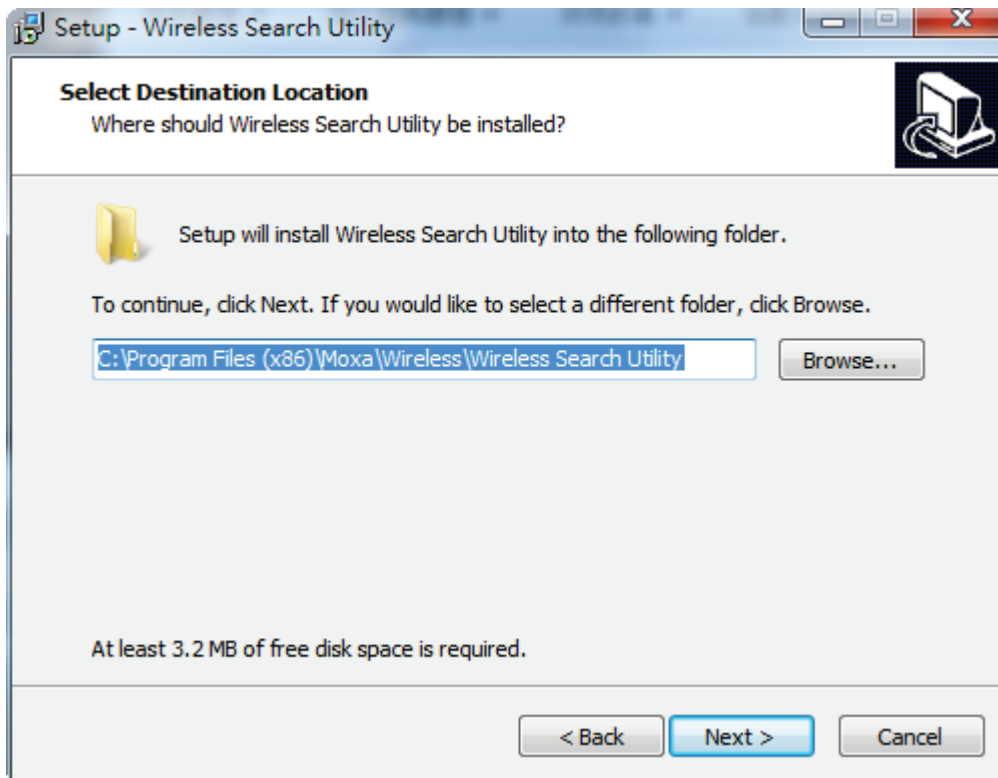 Setup - Wireless Search Utility
Select Destination Location
Where should Wireless Search Utility be installed?
Setup will install Wireless Search Utility into the following folder.
To continue, click Next. If you would like to select a different folder, click Browse.
C:\Program Files (x86)\Moxa\Wireless\Wireless Search Utility
Browse...
At least 3.2 MB of free disk space is required.
< Back
Next >
Cancel